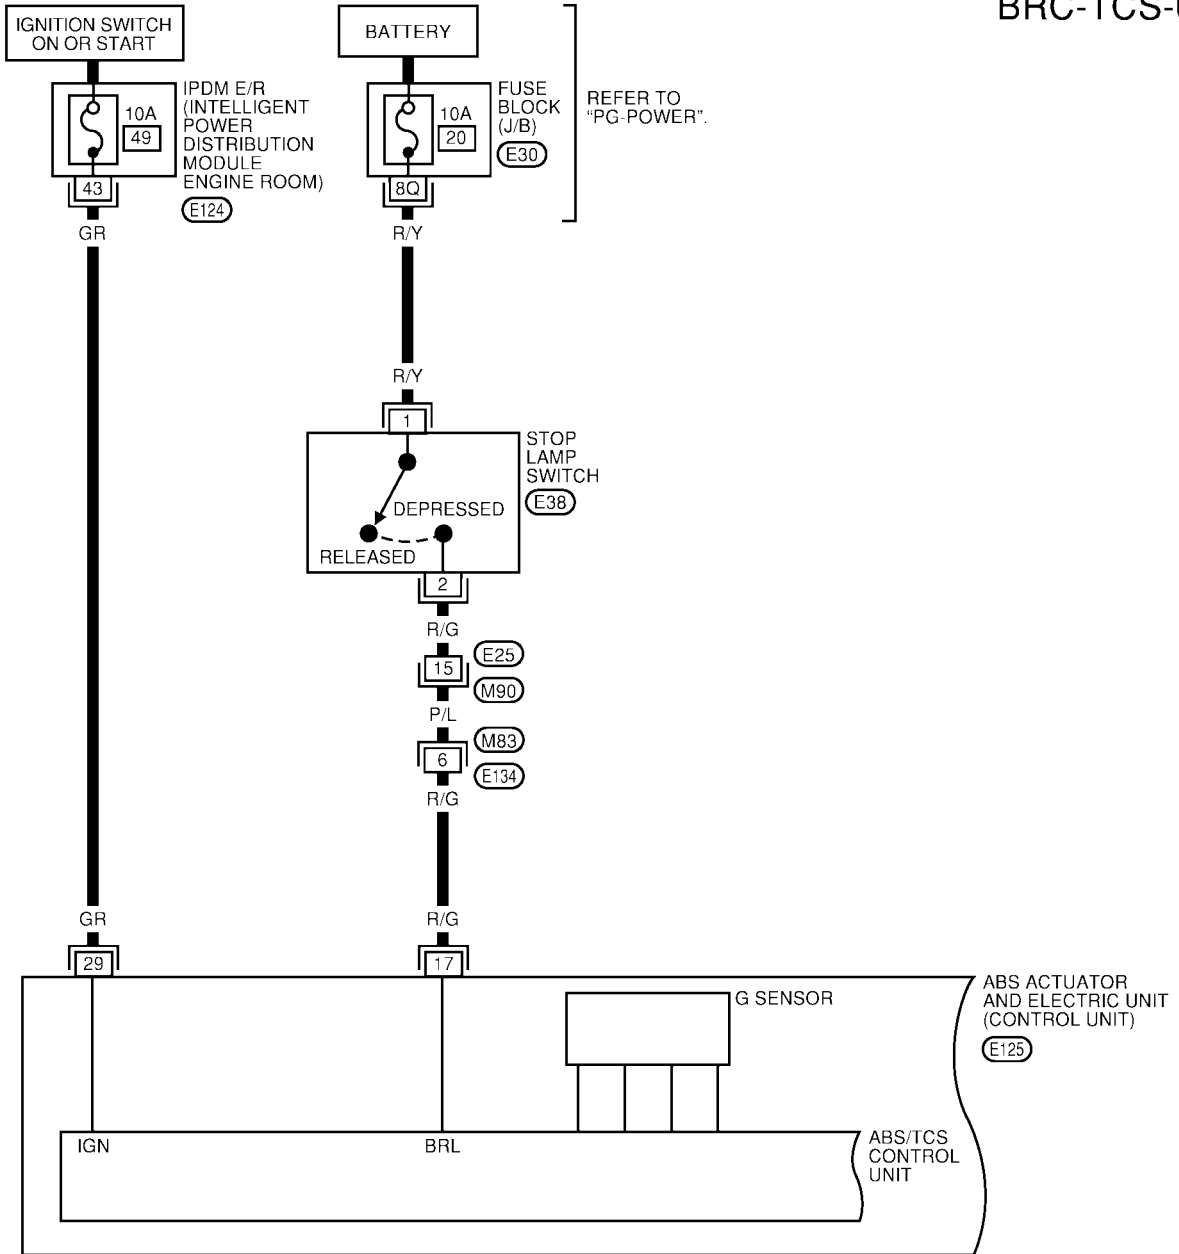 BRC-TCS-
IGNITION SWITCH
ON OR START
BATTERY
10A
49
IPDM E/R
(INTELLIGENT
POWER
DISTRIBUTION
MODULE
ENGINE ROOM)
E124
10A
20
FUSE
BLOCK
(J/B)
E30
REFER TO
"PG-POWER".
43
8Q
GR
R/Y
R/Y
1
STOP
LAMP
SWITCH
E38
DEPRESSED
RELEASED
2
R/G
15
E25
M90
P/L
6
M83
E134
R/G
GR
R/G
29
17
G SENSOR
ABS ACTUATOR
AND ELECTRIC UNIT
(CONTROL UNIT)
E125
IGN
BRL
ABS/TCS
CONTROL
UNIT